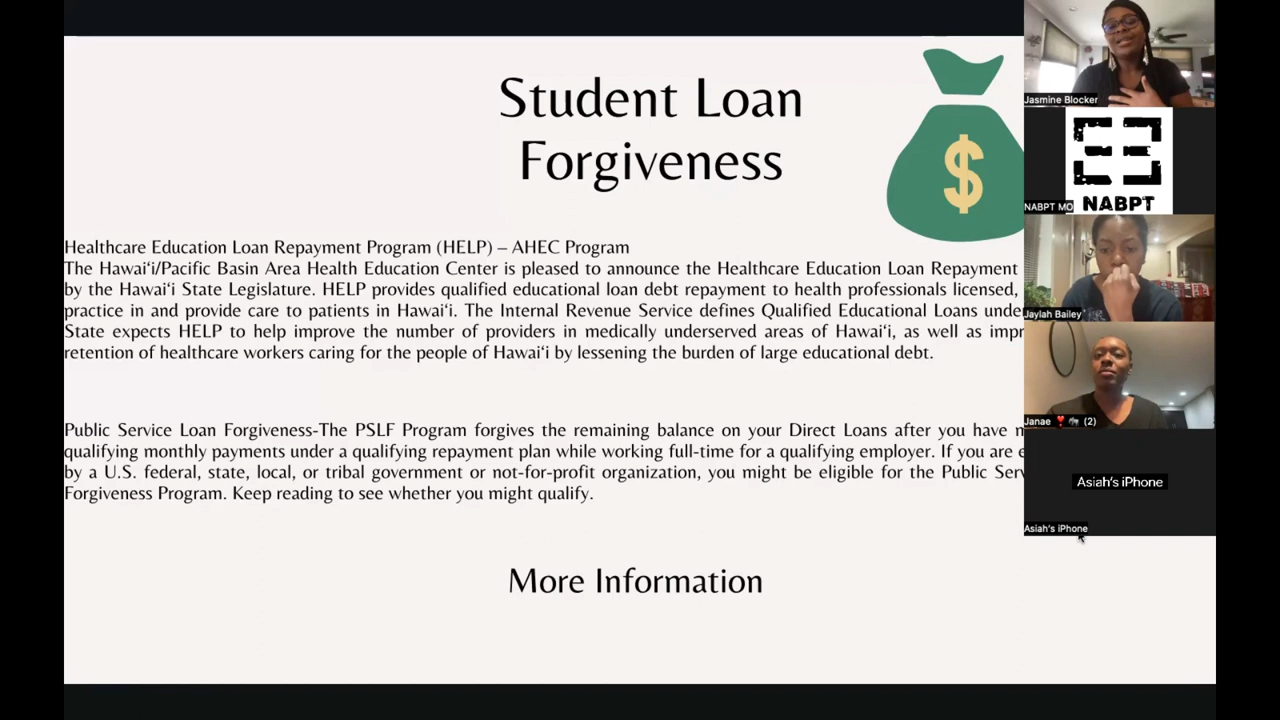 Student Loan
Forgiveness
$
Healthcare Education Loan Repayment Program (HELP) – AHEC Program
The Hawaiʻi/Pacific Basin Area Health Education Center is pleased to announce the Healthcare Education Loan Repayment
by the Hawaiʻi State Legislature. HELP provides qualified educational loan debt repayment to health professionals licensed,
practice in and provide care to patients in Hawaiʻi. The Internal Revenue Service defines Qualified Educational Loans
State expects HELP to help improve the number of providers in medically underserved areas of Hawaiʻi, as well as
retention of healthcare workers caring for the people of Hawaiʻi by lessening the burden of large educational debt.
Public Service Loan Forgiveness-The PSLF Program forgives the remaining balance on your Direct Loans after you have
qualifying monthly payments under a qualifying repayment plan while working full-time for a qualifying employer. If you are
by a U.S. federal, state, local, or tribal government or not-for-profit organization, you might be eligible for the Public
Forgiveness Program. Keep reading to see whether you might qualify.
More Information
Jasmine Blocker
NABPT
NABPT MO
Jaylah Bailey
Janae ❣️🐜 (2)
Asiah's iPhone
Asiah's iPhone